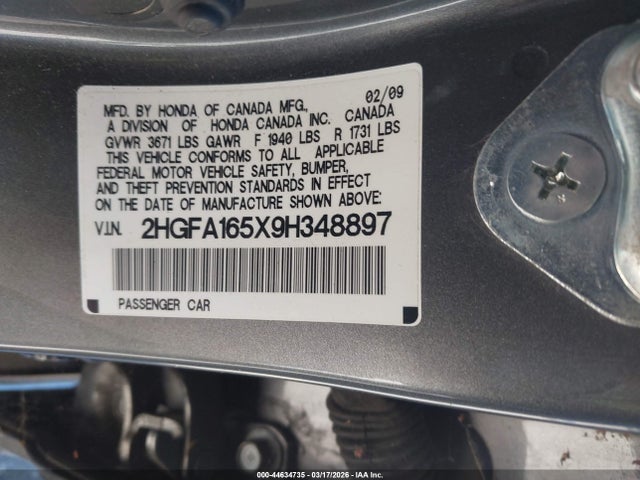 MFD. BY HONDA OF CANADA MFG., 02/09
A DIVISION OF HONDA CANADA INC. CANADA
GVWR 3671 LBS GAWR F 1940 LBS R 1731 LBS
THIS VEHICLE CONFORMS TO ALL APPLICABLE
FEDERAL MOTOR VEHICLE SAFETY, BUMPER,
AND THEFT PREVENTION STANDARDS IN EFFECT
ON THE DATE OF MANUFACTURE SHOWN ABOVE:
V.I.N. 2HGFA165X9H348897
PASSENGER CAR
000-44634735 - 03/17/2026 - IAA Inc.